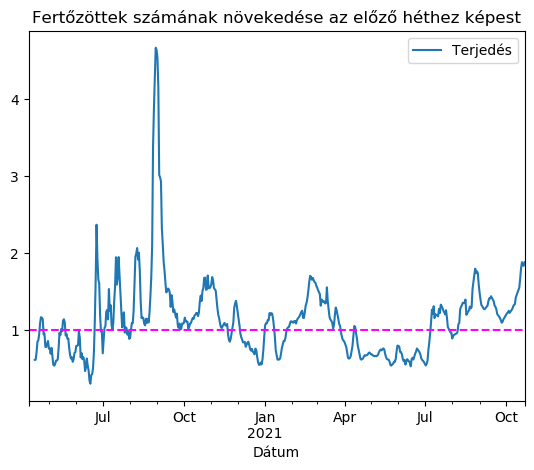 Fertőzöttek számának növekedése az előző héthez képest
Terjedés
4
3
2
1
Jul Oct Jan Apr Jul Oct
2021
Dátum